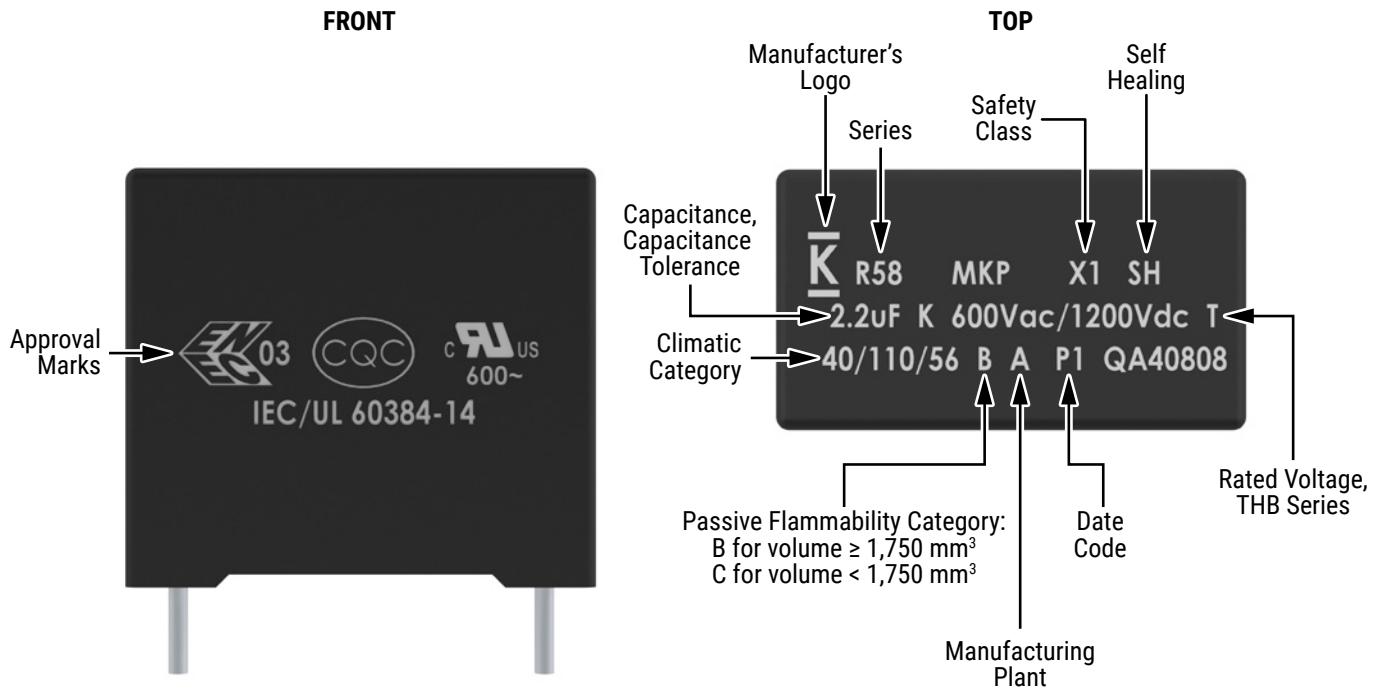 FRONT
TOP
Manufacturer's
Logo
Self
Healing
Safety
Class
Series
Capacitance,
Capacitance
Tolerance
K R58 MKP X1 SH
2.2uF K 600Vac/1200Vdc T
40/110/56 B A P1 QA40808
Climatic
Category
Approval
Marks
ENEC 03 CQC C RU US
600~
IEC/UL 60384-14
Rated Voltage,
THB Series
Passive Flammability Category:
B for volume ≥ 1,750 mm³
C for volume < 1,750 mm³
Date
Code
Manufacturing
Plant